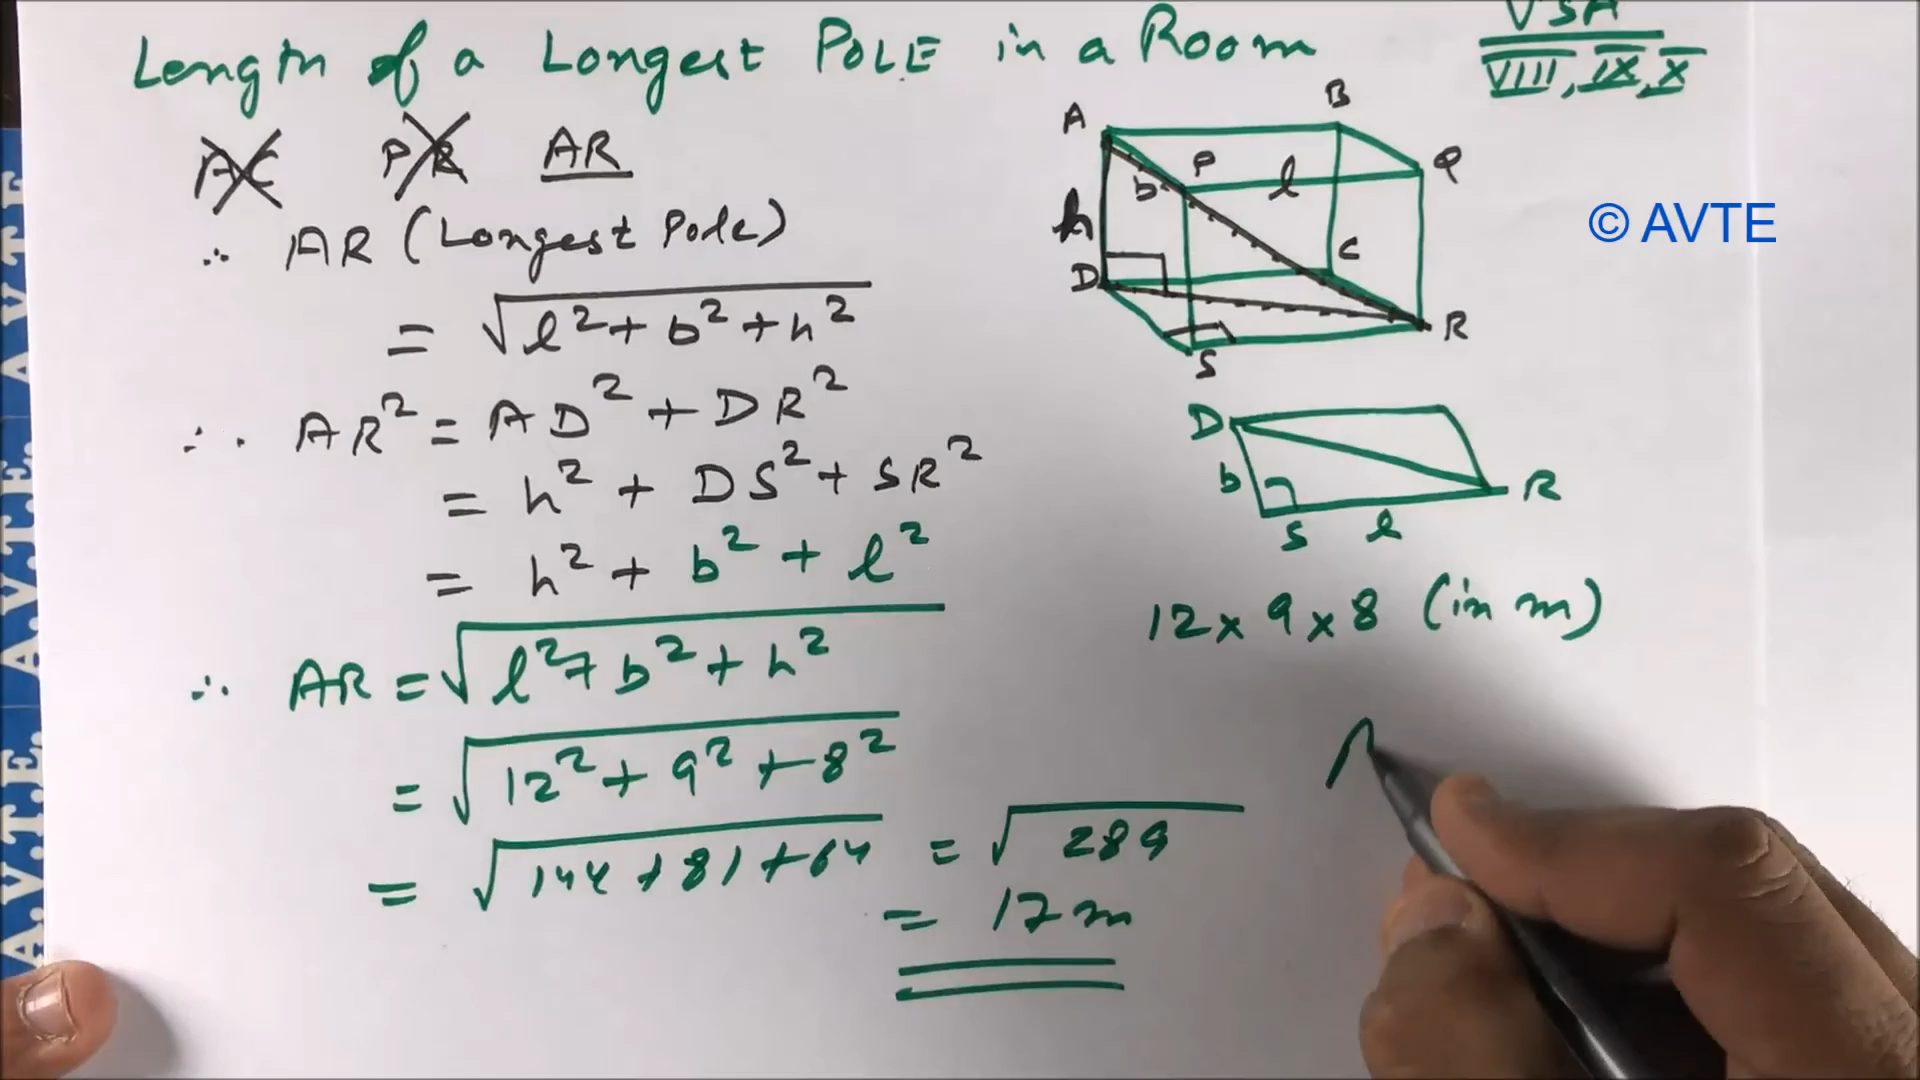 Length of a Longest POLE in a Room
VSA
VIII, IX, X
AC PR AR
∴ AR (Longest Pole)
= √l²+b²+h²
∴ AR² = AD² + DR²
= h² + DS² + SR²
= h² + b² + l²
∴ AR = √l²+b²+h²
= √12²+9²+8²
= √144+81+64 = √289
= 17m
A B
P Q
b l
h
D C
S R
© AVTE
D
b R
S l
12×9×8 (in m)
A.V.T.E. A.V.T.E. A.V.T.E